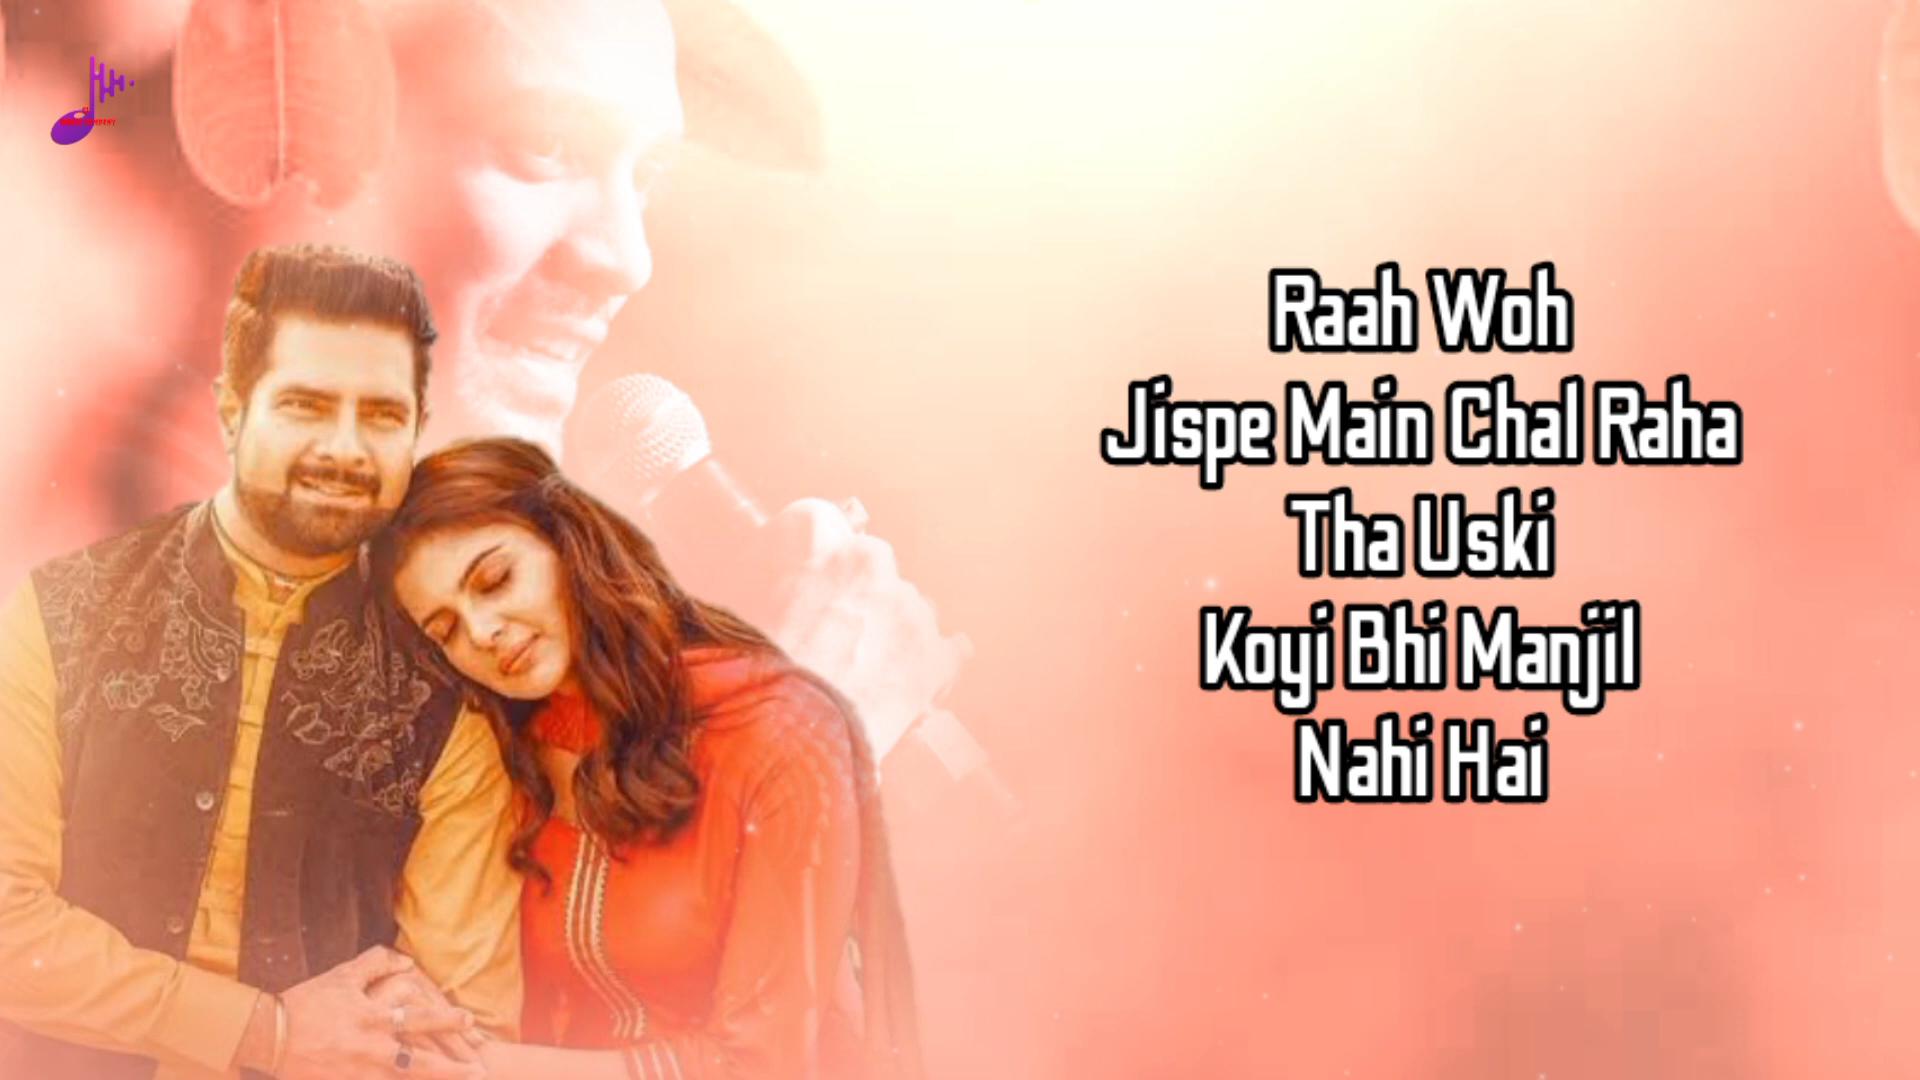 Raah Woh
Jispe Main Chal Raha
Tha Uski
Koyi Bhi Manjil
Nahi Hai